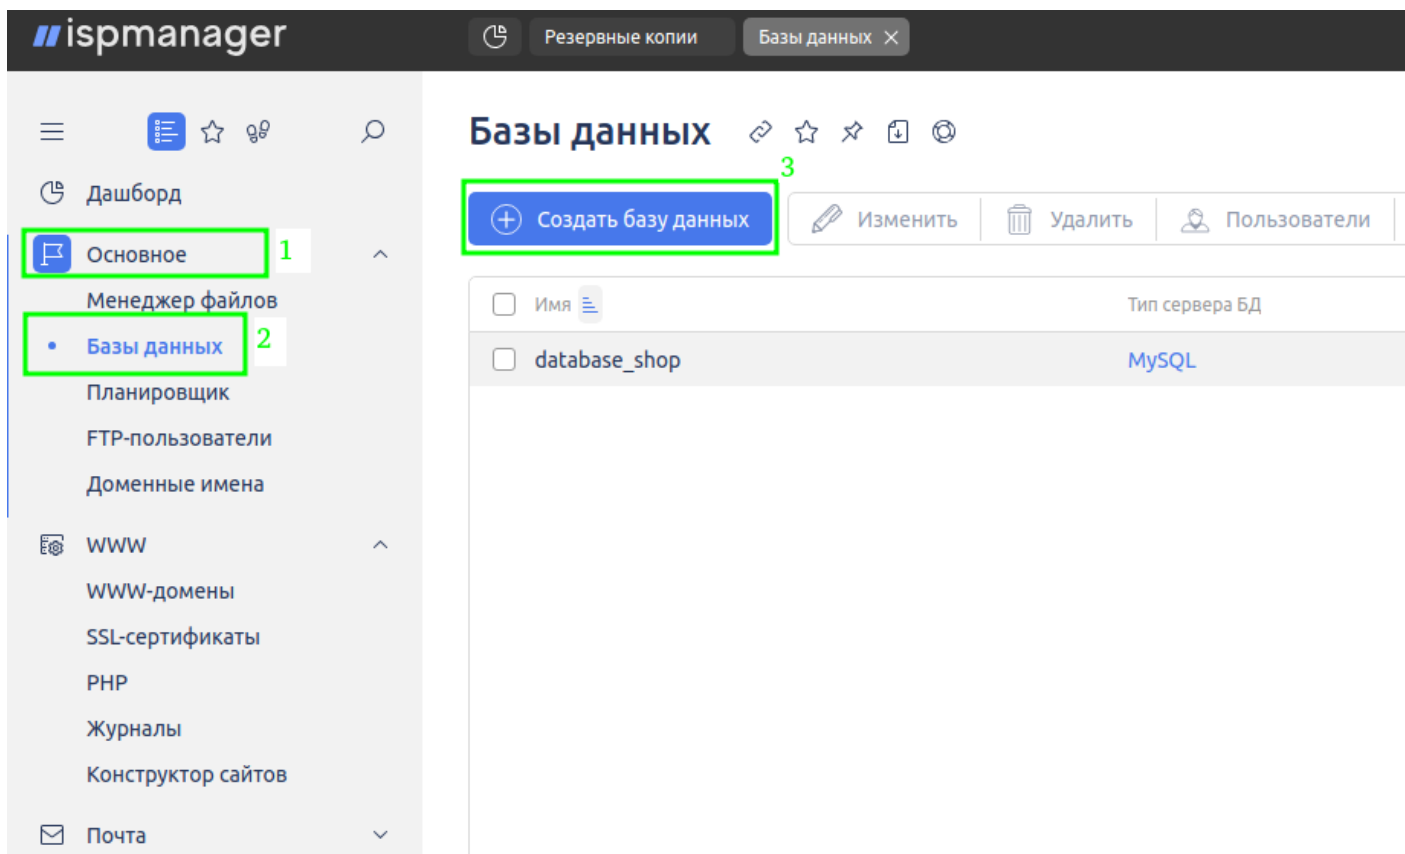 ispmanager
Резервные копии
Базы данных
Базы данных
3
Дашборд
Создать базу данных
Изменить
Удалить
Пользователи
Основное
1
Менеджер файлов
Имя
Тип сервера БД
Базы данных
2
database_shop
MySQL
Планировщик
FTP-пользователи
Доменные имена
WWW
WWW-домены
SSL-сертификаты
PHP
Журналы
Конструктор сайтов
Почта